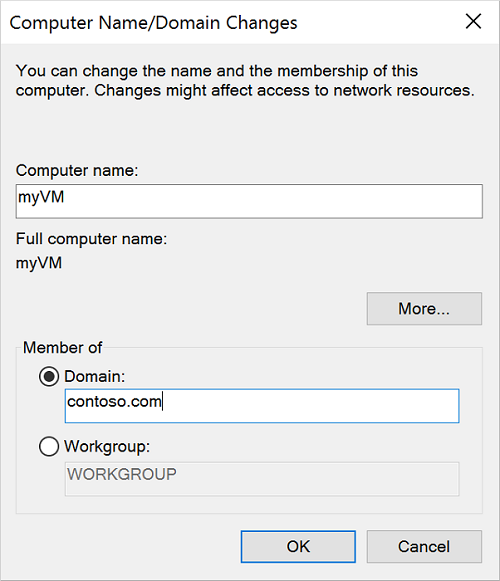 Computer Name/Domain Changes
You can change the name and the membership of this
computer. Changes might affect access to network resources.
Computer name:
myVM
Full computer name:
myVM
More...
Member of
Domain:
contoso.com
Workgroup:
WORKGROUP
OK
Cancel